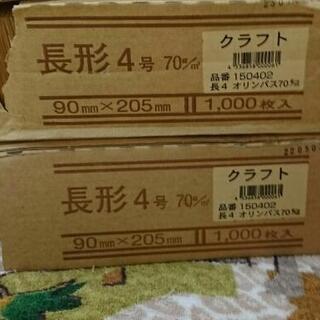 長形4号 70g/㎡
90mm×205mm 1,000枚入
クラフト
品番 150402
長4 オリンパス70
長形4号 70g/㎡
90mm×205mm 1,000枚入
クラフト
品番 150402
長4 オリンパス70